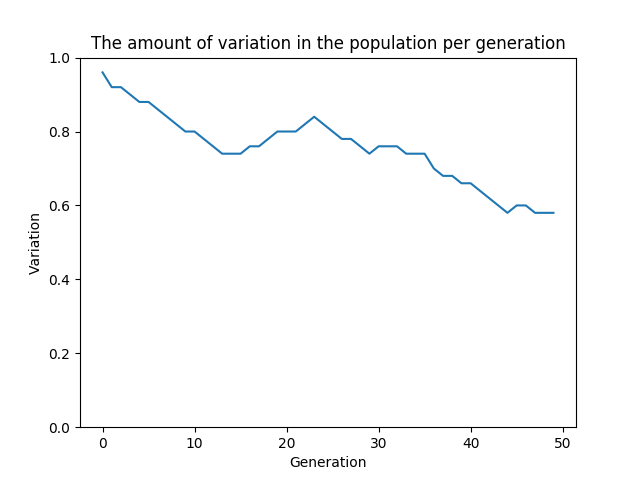 The amount of variation in the population per generation
1.0
0.8
0.6
0.4
0.2
0.0
Variation
0 10 20 30 40 50
Generation